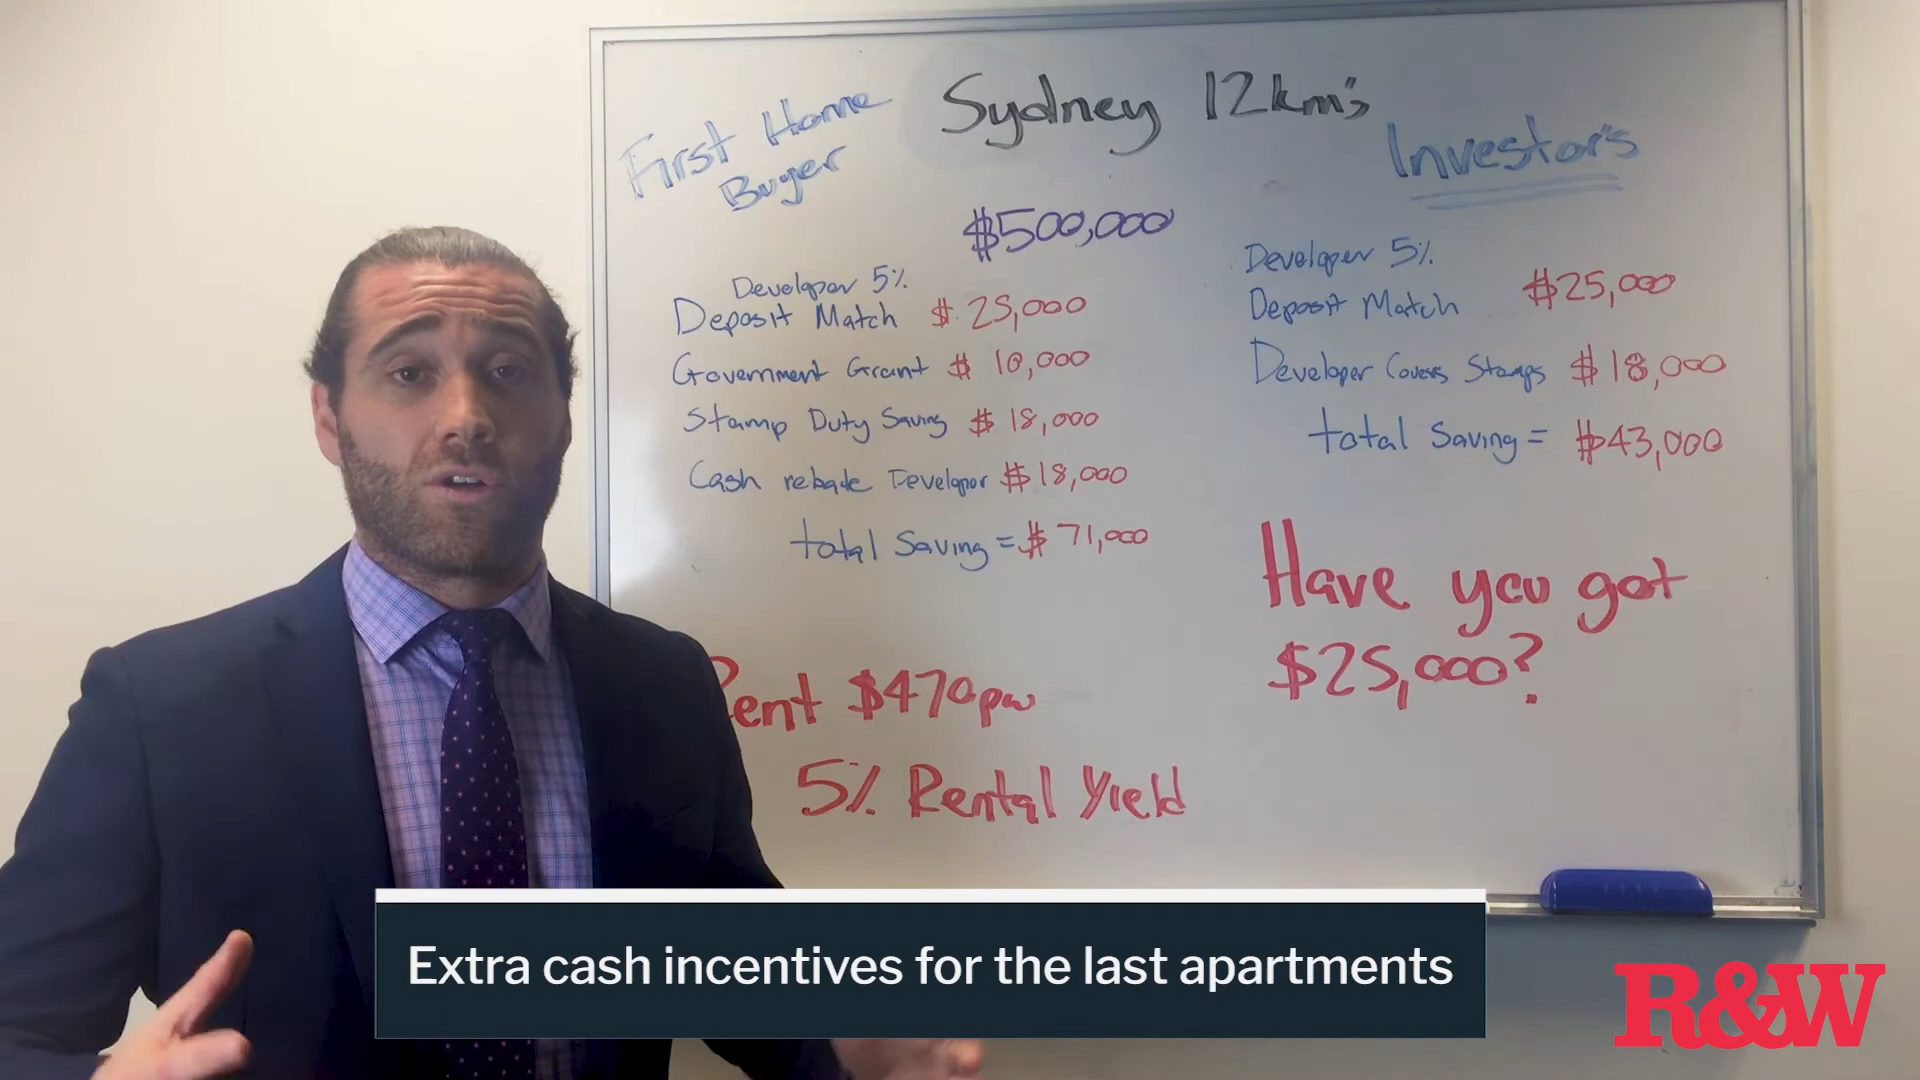 Sydney 12km's
First Home
Buyer
Investors
$500,000
Developer 5%
Deposit Match $25,000
Government Grant $10,000
Stamp Duty Saving $18,000
Cash rebate Developor $18,000
total Saving = $71,000
Rent $470pw
5% Rental Yield
Developer 5%
Deposit Match $25,000
Developer Covers Stamps $18,000
total Saving = $43,000
Have you got
$25,000?
Extra cash incentives for the last apartments
R&W